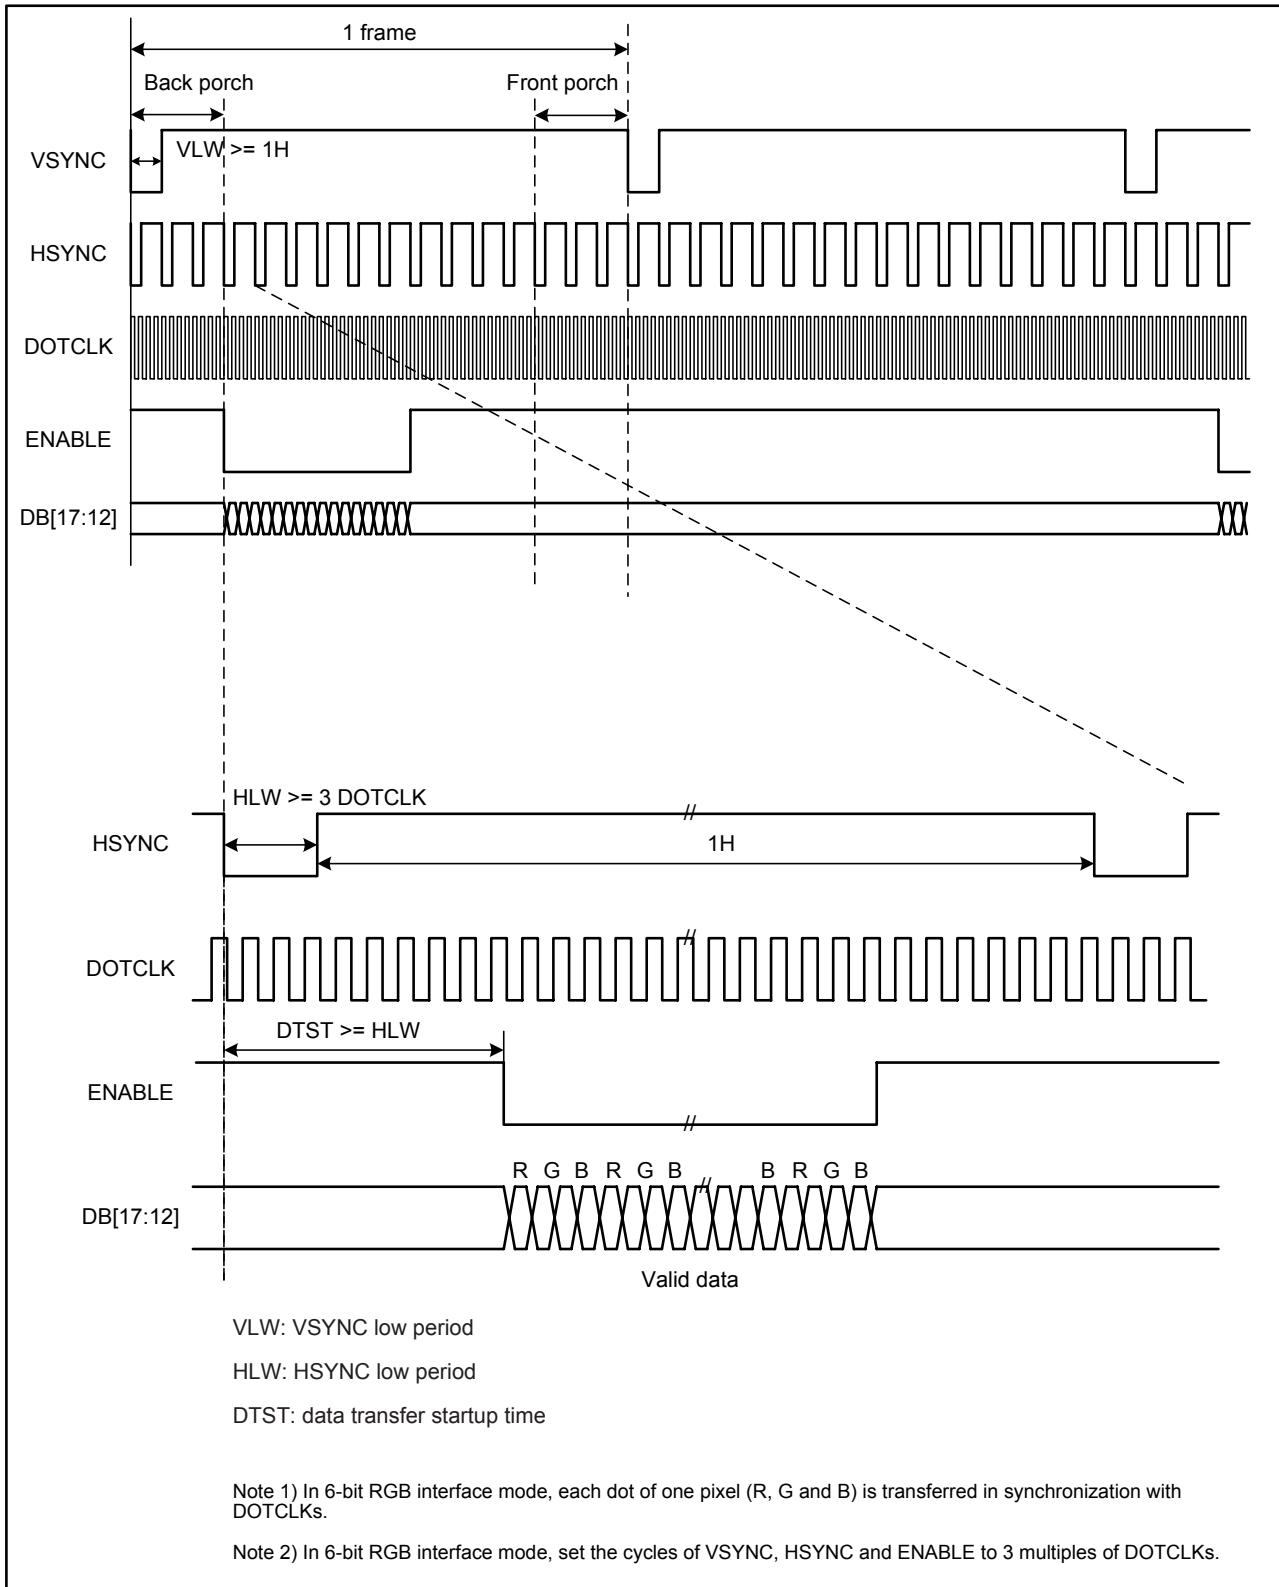 1 frame
Back porch
Front porch
VSYNC
VLW >= 1H
HSYNC
DOTCLK
ENABLE
DB[17:12]
HLW >= 3 DOTCLK
//
HSYNC
1H
//
DOTCLK
DTST >= HLW
ENABLE
//
R G B R G B B R G B
//
DB[17:12]
Valid data
VLW: VSYNC low period
HLW: HSYNC low period
DTST: data transfer startup time
Note 1) In 6-bit RGB interface mode, each dot of one pixel (R, G and B) is transferred in synchronization with
DOTCLKs.
Note 2) In 6-bit RGB interface mode, set the cycles of VSYNC, HSYNC and ENABLE to 3 multiples of DOTCLKs.